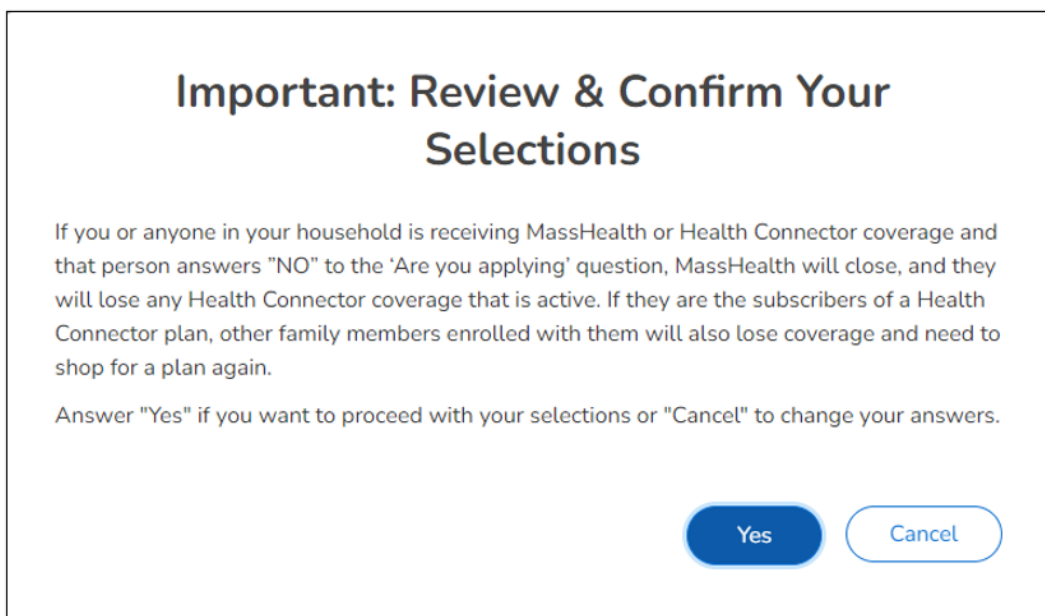 Important: Review & Confirm Your
Selections
If you or anyone in your household is receiving MassHealth or Health Connector coverage and
that person answers ”NO” to the ‘Are you applying’ question, MassHealth will close, and they
will lose any Health Connector coverage that is active. If they are the subscribers of a Health
Connector plan, other family members enrolled with them will also lose coverage and need to
shop for a plan again.
Answer "Yes" if you want to proceed with your selections or "Cancel" to change your answers.
Yes
Cancel